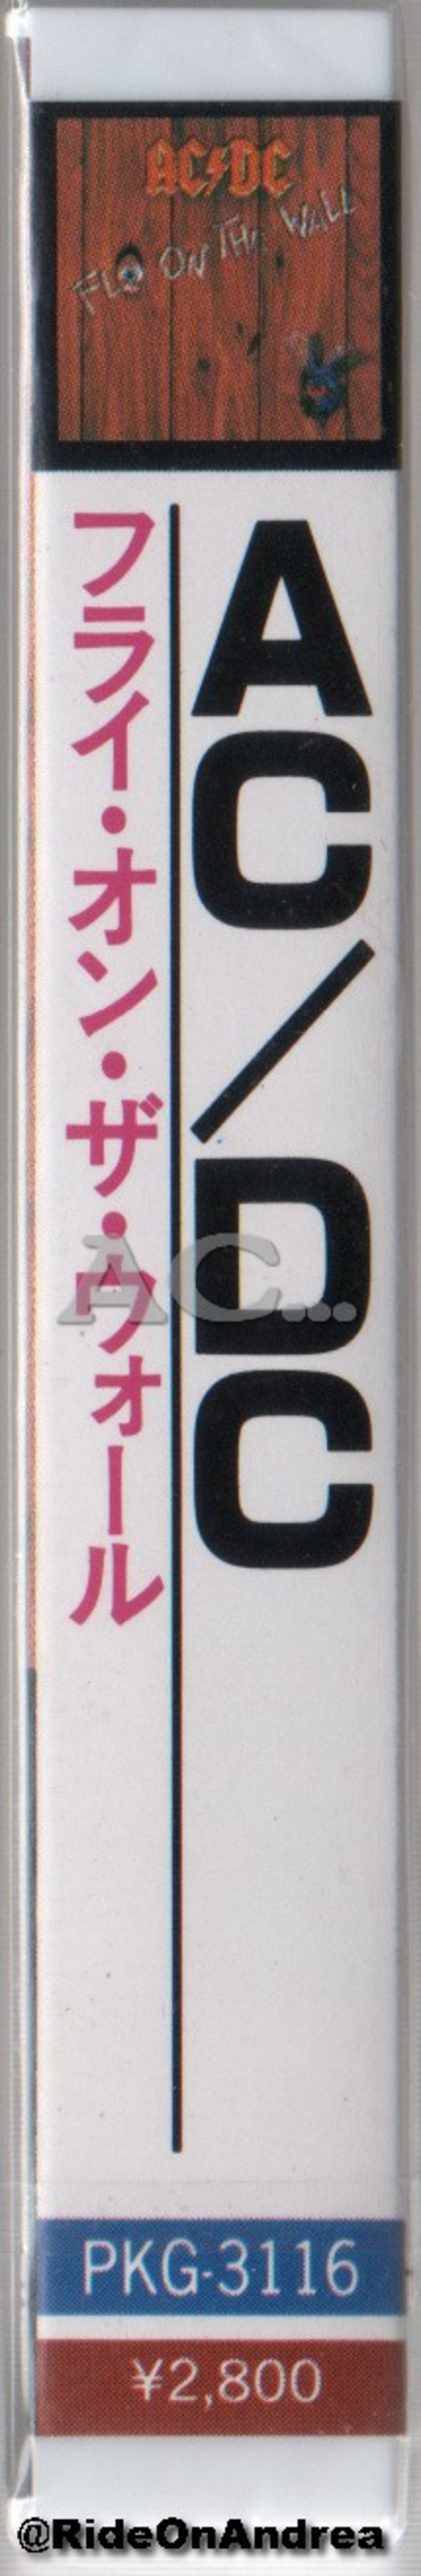 AC⚡DC
FLY ON THE WALL
AC/DC
フライ・オン・ザ・ウォール
AC...
PKG-3116
¥2,800
@RideOnAndrea